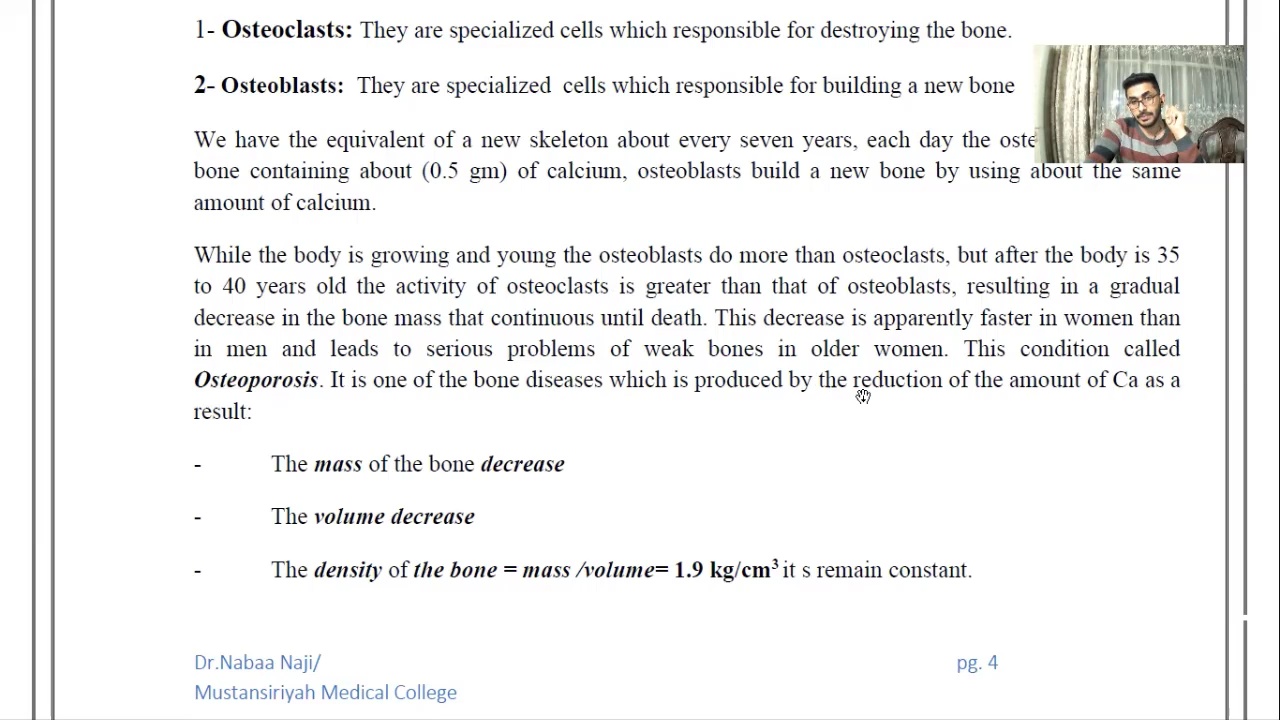 1- Osteoclasts: They are specialized cells which responsible for destroying the bone.
2- Osteoblasts: They are specialized cells which responsible for building a new bone
We have the equivalent of a new skeleton about every seven years, each day the
bone containing about (0.5 gm) of calcium, osteoblasts build a new bone by using about the same
amount of calcium.
While the body is growing and young the osteoblasts do more than osteoclasts, but after the body is 35
to 40 years old the activity of osteoclasts is greater than that of osteoblasts, resulting in a gradual
decrease in the bone mass that continuous until death. This decrease is apparently faster in women than
in men and leads to serious problems of weak bones in older women. This condition called
Osteoporosis. It is one of the bone diseases which is produced by the reduction of the amount of Ca as a
result:
- The mass of the bone decrease
- The volume decrease
- The density of the bone = mass /volume= 1.9 kg/cm³ it s remain constant.
Dr.Nabaa Naji/ pg. 4
Mustansiriyah Medical College